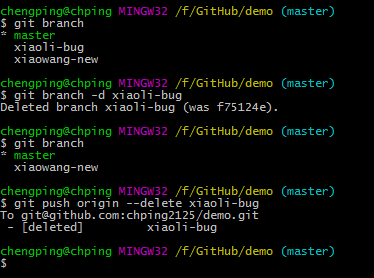 chengping@chping MINGW32 /f/GitHub/demo (master)
$ git branch
* master
  xiaoli-bug
  xiaowang-new
chengping@chping MINGW32 /f/GitHub/demo (master)
$ git branch -d xiaoli-bug
Deleted branch xiaoli-bug (was f75124e).
chengping@chping MINGW32 /f/GitHub/demo (master)
$ git branch
* master
  xiaowang-new
chengping@chping MINGW32 /f/GitHub/demo (master)
$ git push origin --delete xiaoli-bug
To git@github.com:chping2125/demo.git
 - [deleted]         xiaoli-bug
chengping@chping MINGW32 /f/GitHub/demo (master)
$